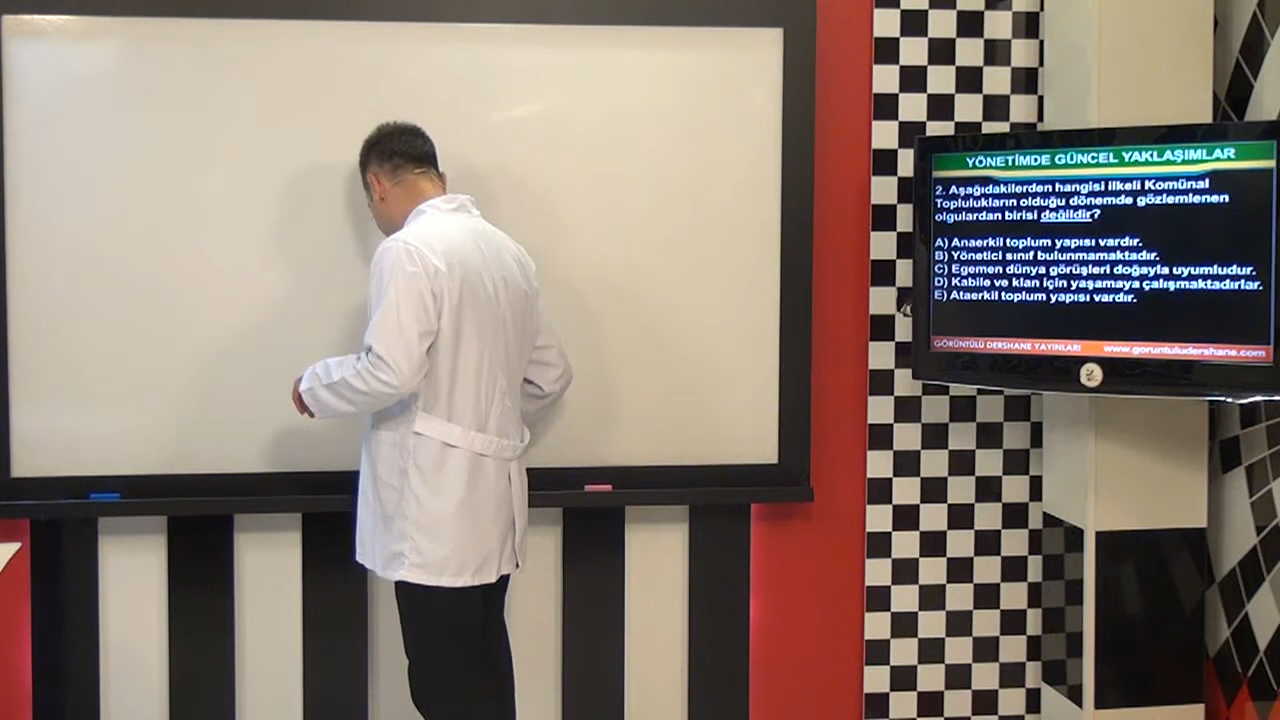 YÖNETİMDE GÜNCEL YAKLAŞIMLAR
2. Aşağıdakilerden hangisi ilkeli Komünal
Toplulukların olduğu dönemde gözlemlenen
olgulardan birisi değildir?
A) Anaerkil toplum yapısı vardır.
B) Yönetici sınıf bulunmamaktadır.
C) Egemen dünya görüşleri doğayla uyumludur.
D) Kabile ve klan için yaşamaya çalışmaktadırlar.
E) Ataerkil toplum yapısı vardır.
GÖRÜNTÜLÜ DERSHANE YAYINLARI www.goruntuludershane.com